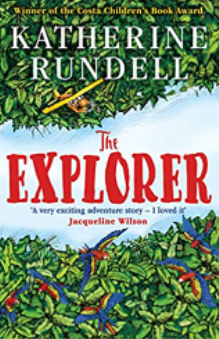 Winner of the Costa Children's Book Award
KATHERINE
RUNDELL
The
EXPLORER
'A very exciting adventure story – I loved it'
Jacqueline Wilson